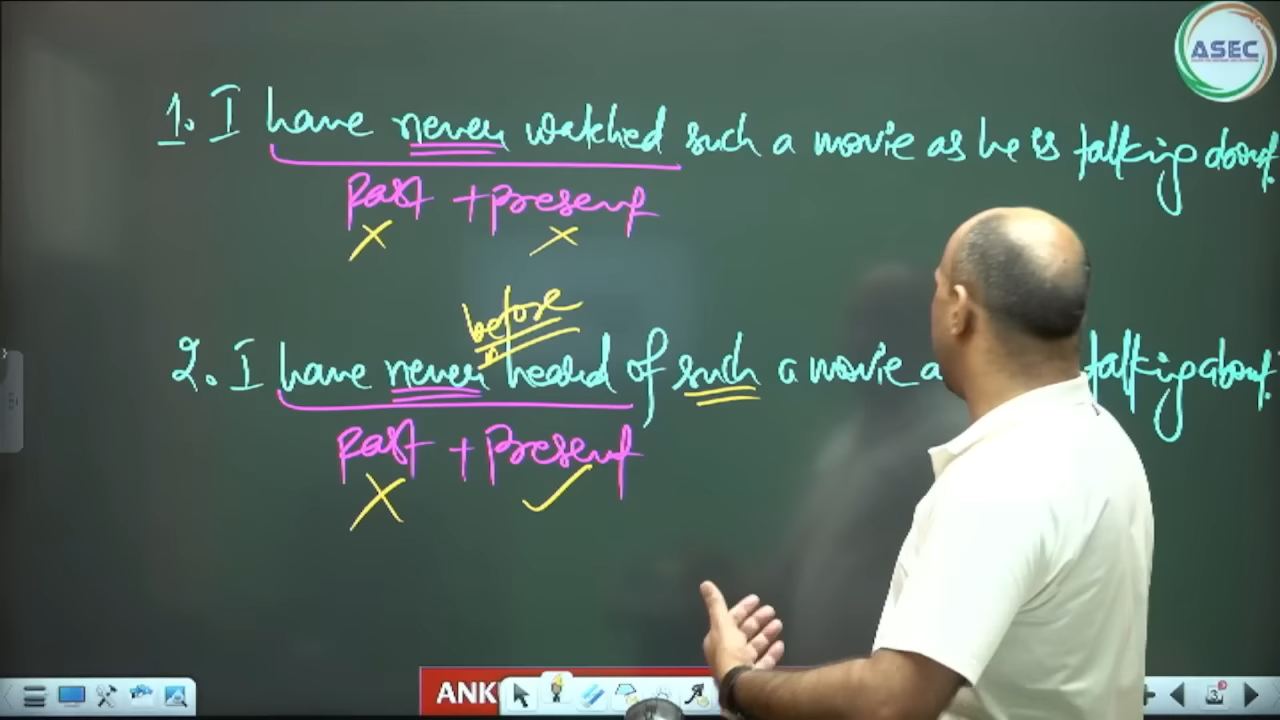 ASEC
1. I have never watched such a movie as he is talking about.
Past + Present
× ×
before
2. I have never heard of such a movie a talking about.
Past + Present
× ✓
ANK
3